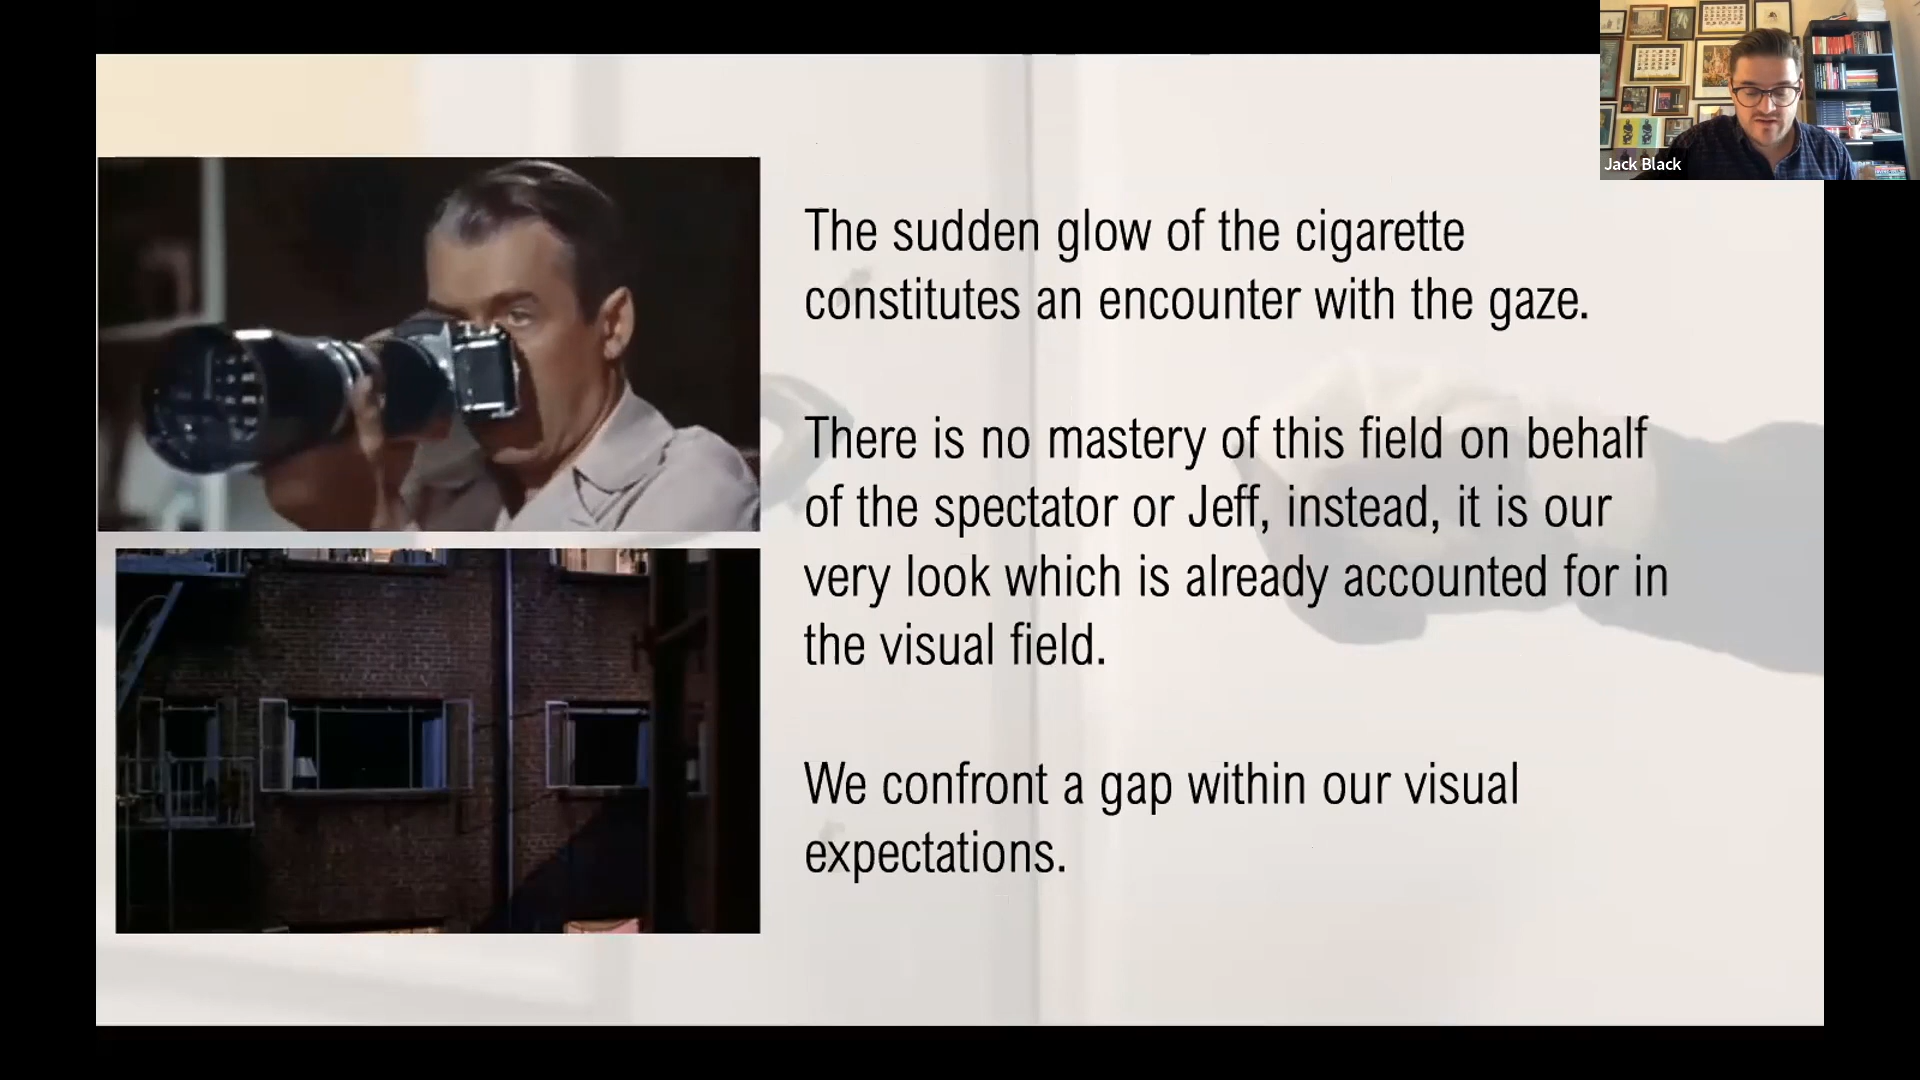 Jack Black
The sudden glow of the cigarette
constitutes an encounter with the gaze.
There is no mastery of this field on behalf
of the spectator or Jeff, instead, it is our
very look which is already accounted for in
the visual field.
We confront a gap within our visual
expectations.